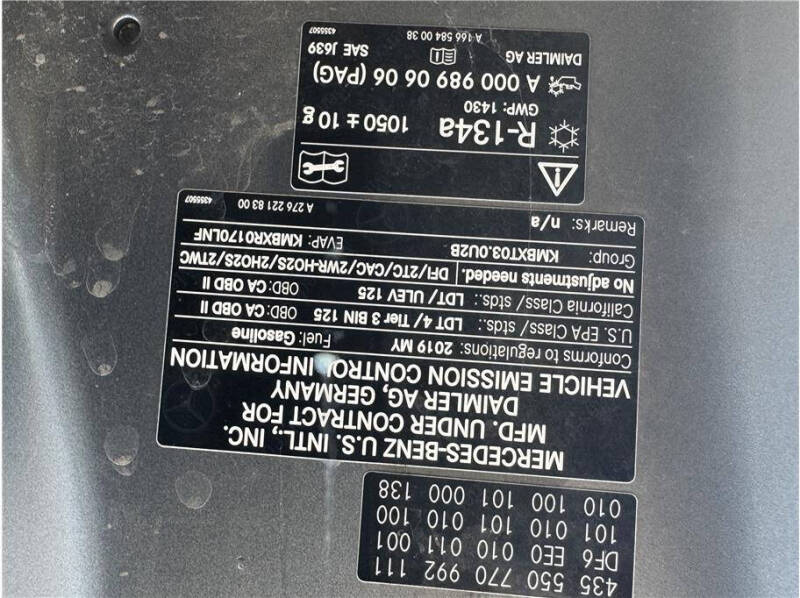 435 550 770 992 111
DF6 EE0 010 011 001
101 010 101 010 100
010 100 101 000 138
MERCEDES-BENZ U.S. INTL., INC.
MFD. UNDER CONTRACT FOR
DAIMLER AG, GERMANY
VEHICLE EMISSION CONTROL INFORMATION
Conforms to regulations: 2019 MY Fuel: Gasoline
U.S. EPA Class/ stds.: LDT 4/ Tier 3 BIN 125 OBD: CA OBD II
California Class/ stds.: LDT/ ULEV 125 OBD: CA OBD II
No adjustments needed. DFI/2TC/CAC/2WR-HO2S/2HO2S/2TWC
Group: KMBXT03.0U2B EVAP: KMBXR0170LNF
Remarks: n/a
A 276 221 83 00
4355507
R-134a 1050 ± 10 g
GWP: 1430
A 000 989 06 06 (PAG)
DAIMLER AG SAE J639
A 166 584 00 38
4355507